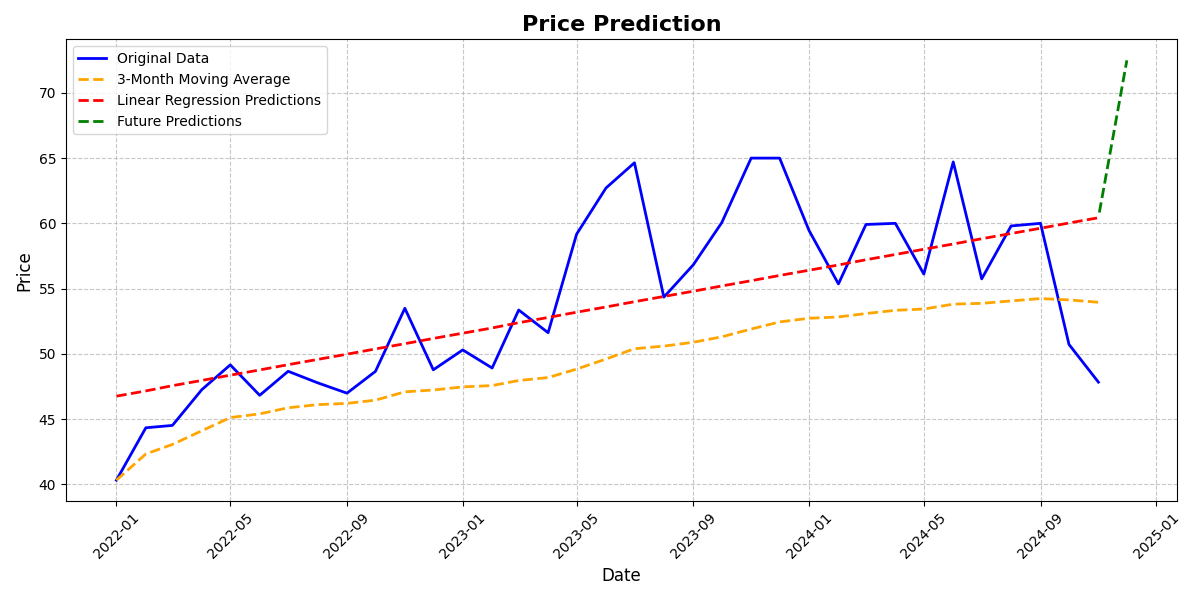 Price Prediction
Original Data
3-Month Moving Average
Linear Regression Predictions
Future Predictions
Price
70
65
60
55
50
45
40
2022-01
2022-05
2022-09
2023-01
2023-05
2023-09
2024-01
2024-05
2024-09
2025-01
Date